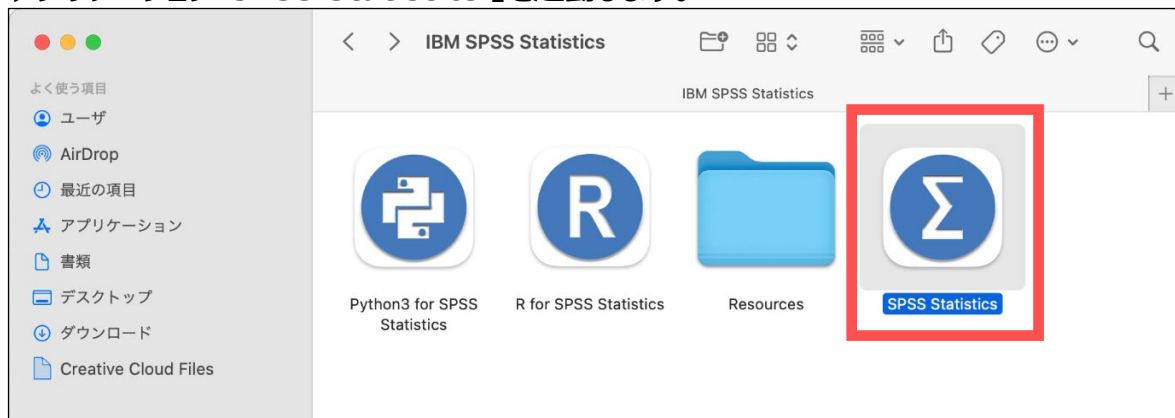 IBM SPSS Statistics
よく使う項目
IBM SPSS Statistics
ユーザ
AirDrop
最近の項目
アプリケーション
書類
デスクトップ
ダウンロード
Creative Cloud Files
R
Σ
Python3 for SPSS
Statistics
R for SPSS Statistics
Resources
SPSS Statistics